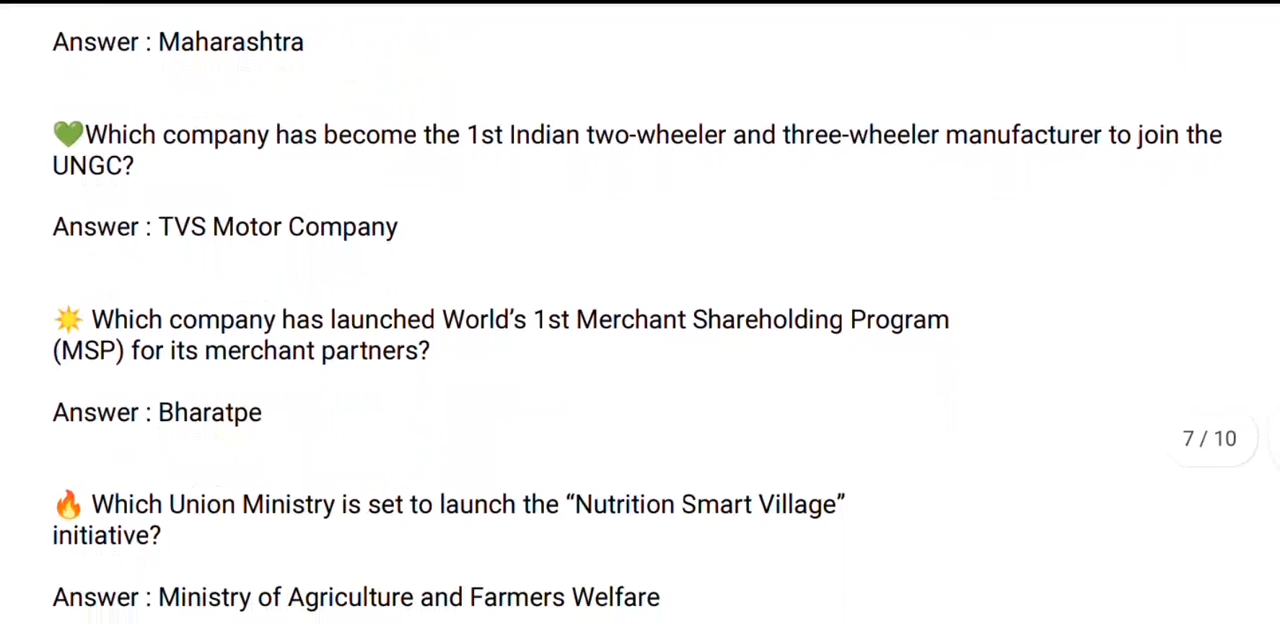 Answer : Maharashtra
💚Which company has become the 1st Indian two-wheeler and three-wheeler manufacturer to join the
UNGC?
Answer : TVS Motor Company
☀️ Which company has launched World’s 1st Merchant Shareholding Program
(MSP) for its merchant partners?
Answer : Bharatpe
7 / 10
🔥 Which Union Ministry is set to launch the “Nutrition Smart Village”
initiative?
Answer : Ministry of Agriculture and Farmers Welfare